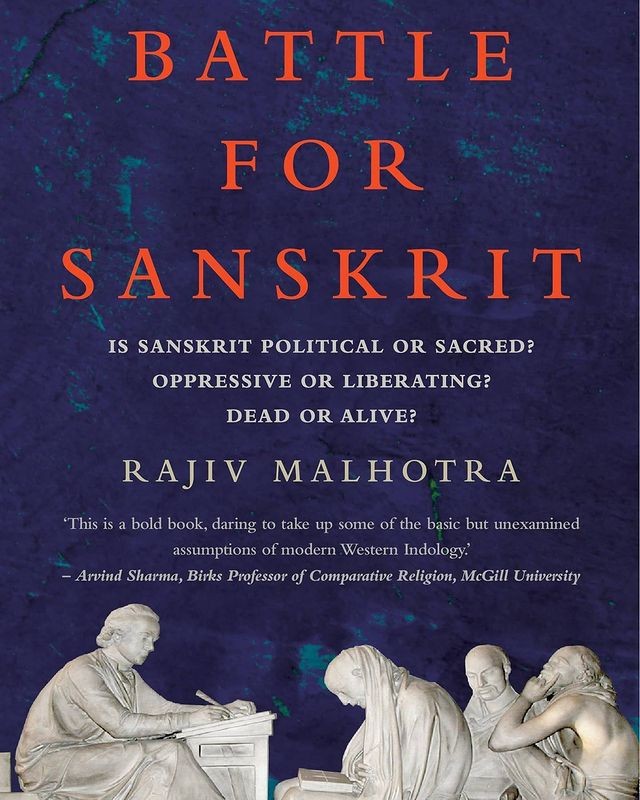 BATTLE
FOR
SANSKRIT
IS SANSKRIT POLITICAL OR SACRED?
OPPRESSIVE OR LIBERATING?
DEAD OR ALIVE?
RAJIV MALHOTRA
‘This is a bold book, daring to take up some of the basic but unexamined
assumptions of modern Western Indology.’
– Arvind Sharma, Birks Professor of Comparative Religion, McGill University